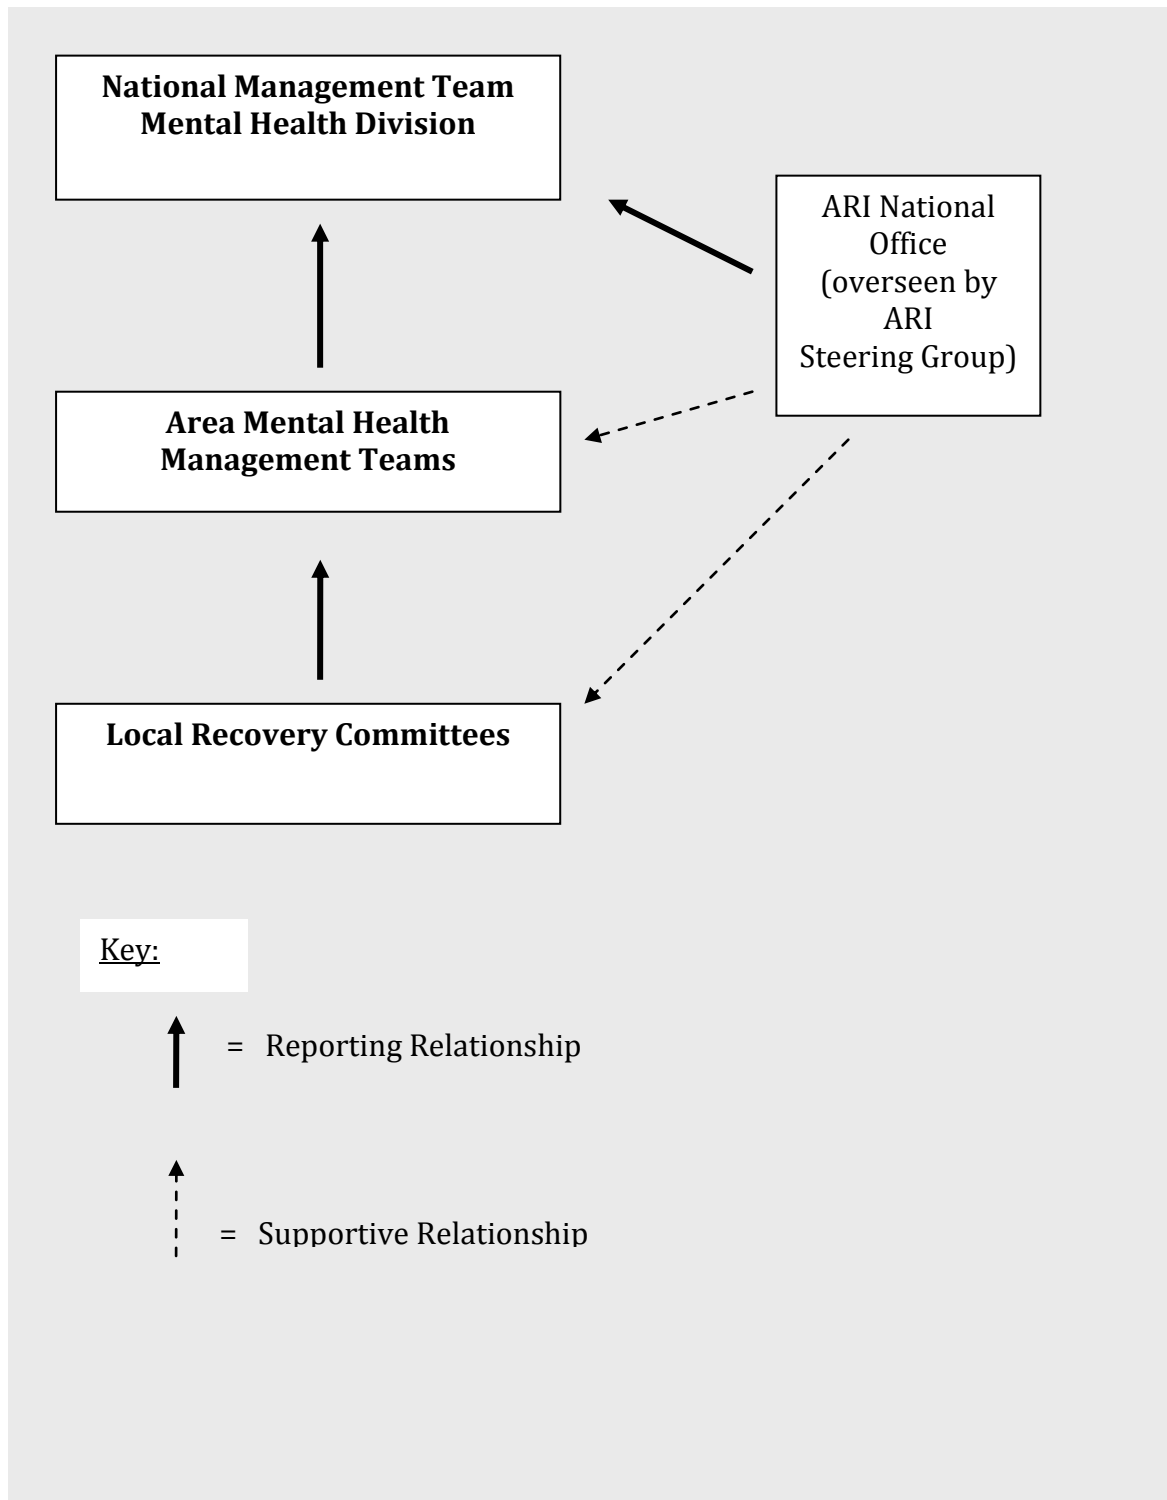 National Management Team
Mental Health Division
ARI National
Office
(overseen by
ARI
Steering Group)
Area Mental Health
Management Teams
Local Recovery Committees
Key:
= Reporting Relationship
= Supportive Relationship